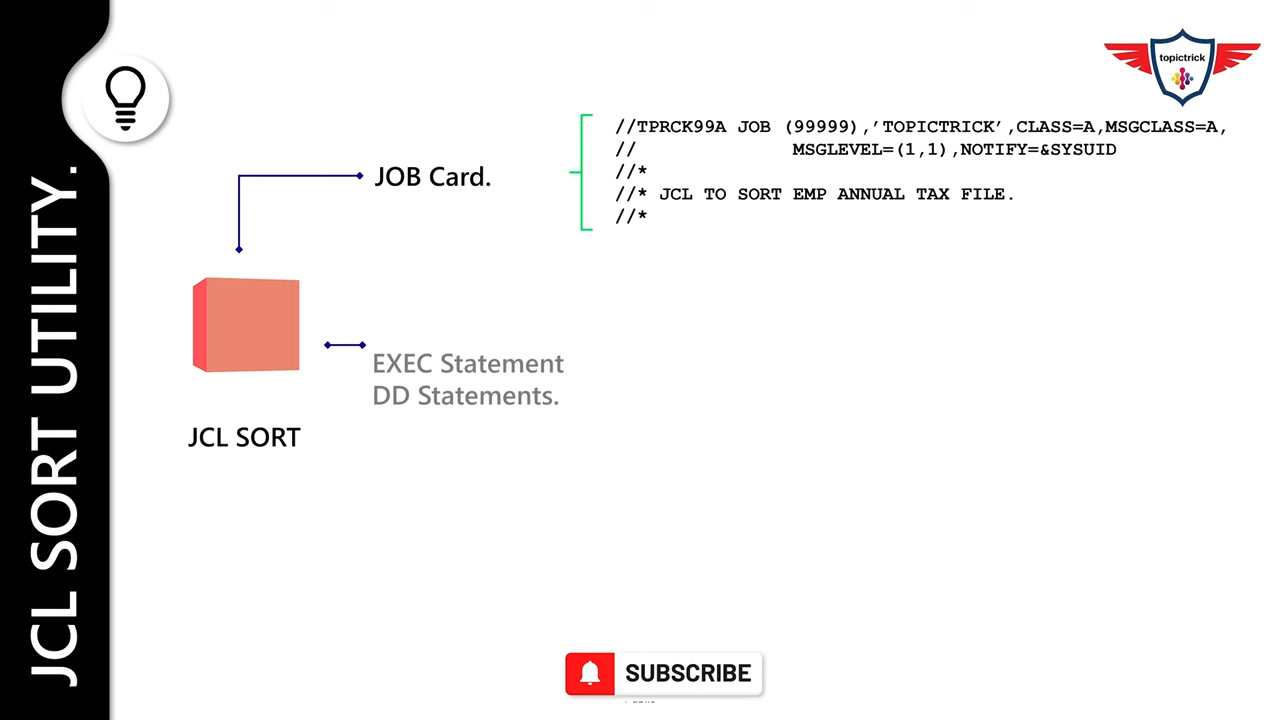 JCL SORT UTILITY.
topictrick
JOB Card.
//TPRCK99A JOB (99999),’TOPICTRICK’,CLASS=A,MSGCLASS=A,
//              MSGLEVEL=(1,1),NOTIFY=&SYSUID
//*
//* JCL TO SORT EMP ANNUAL TAX FILE.
//*
EXEC Statement
DD Statements.
JCL SORT
SUBSCRIBE